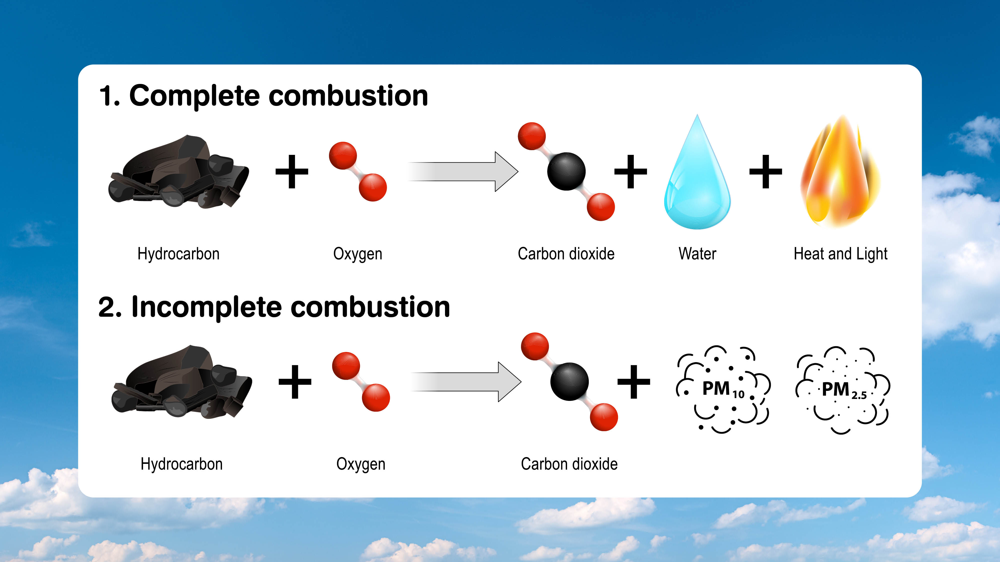 1. Complete combustion
Hydrocarbon
Oxygen
Carbon dioxide
Water
Heat and Light
2. Incomplete combustion
PM10
PM2.5
Hydrocarbon
Oxygen
Carbon dioxide